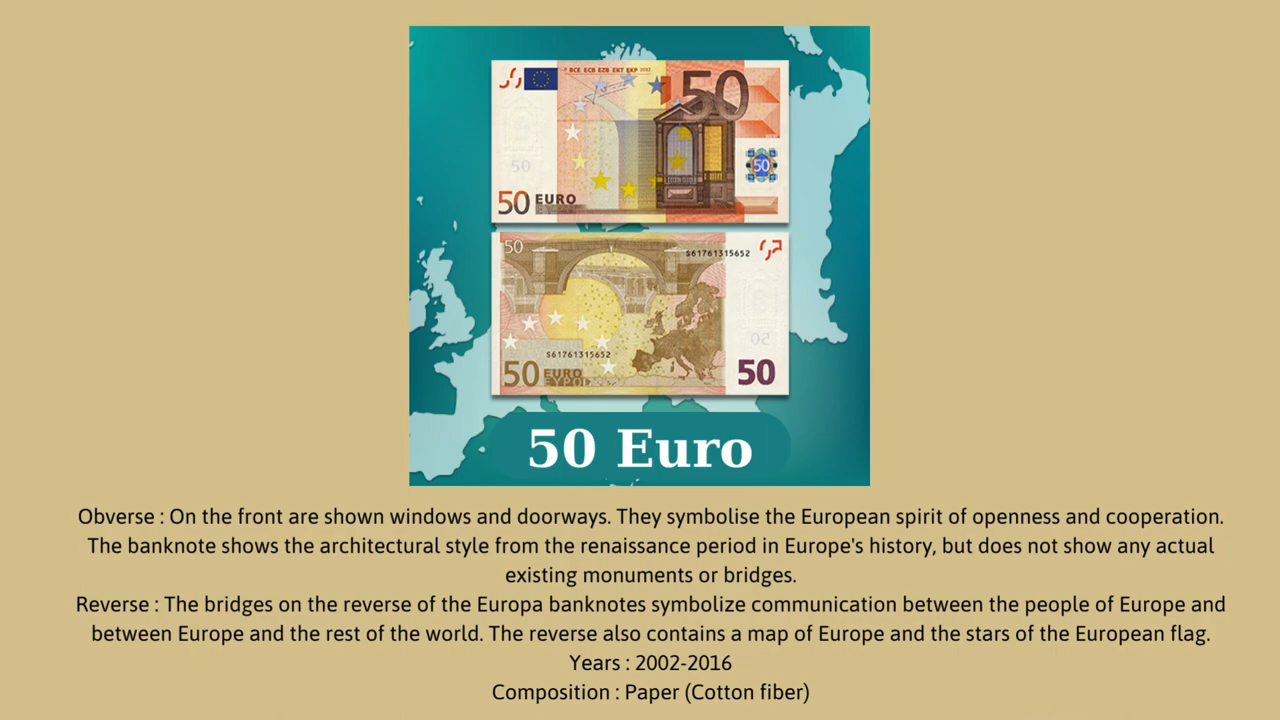 © BCE ECB EZB EKT EKP 2002
50
50
50
50 EURO
ΕΥΡΩ
50
S61761315652
S61761315652
50
50 EURO
ΕΥΡΩ
50
50 Euro
Obverse : On the front are shown windows and doorways. They symbolise the European spirit of openness and cooperation.
The banknote shows the architectural style from the renaissance period in Europe's history, but does not show any actual
existing monuments or bridges.
Reverse : The bridges on the reverse of the Europa banknotes symbolize communication between the people of Europe and
between Europe and the rest of the world. The reverse also contains a map of Europe and the stars of the European flag.
Years : 2002-2016
Composition : Paper (Cotton fiber)